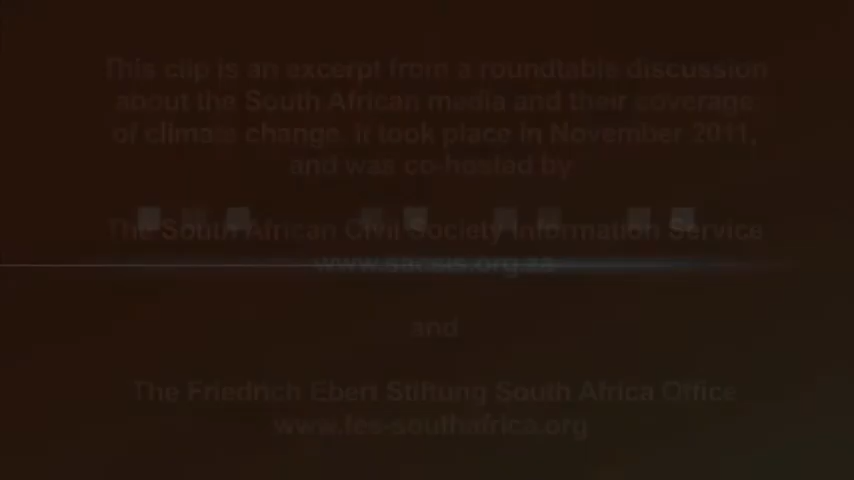 This clip is an excerpt from a roundtable discussion
about the South African media and their coverage
of climate change. It took place in November 2011,
and was co-hosted by
The South African Civil Society Information Service
www.sacsis.org.za
and
The Friedrich Ebert Stiftung South Africa Office
www.fes-southafrica.org